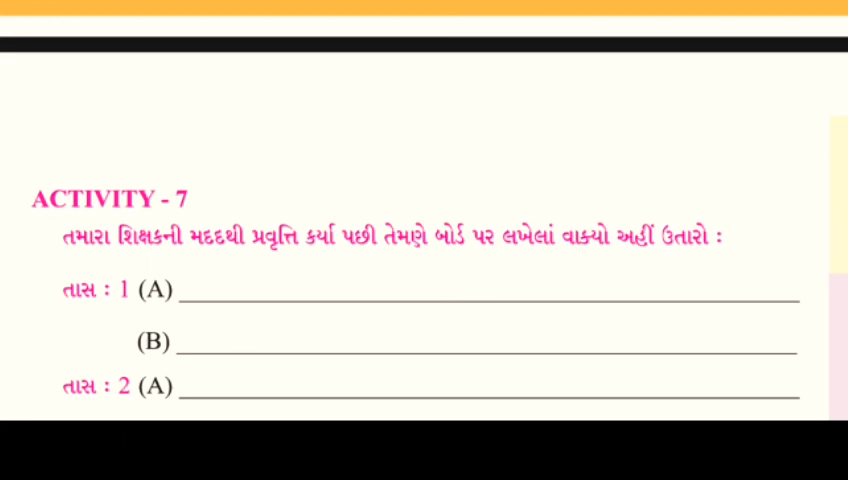 ACTIVITY - 7
તમારા શિક્ષકની મદદથી પ્રવૃત્તિ કર્યા પછી તેમણે બોર્ડ પર લખેલાં વાક્યો અહીં ઉતારો :
તાસ : 1 (A)
(B)
તાસ : 2 (A)